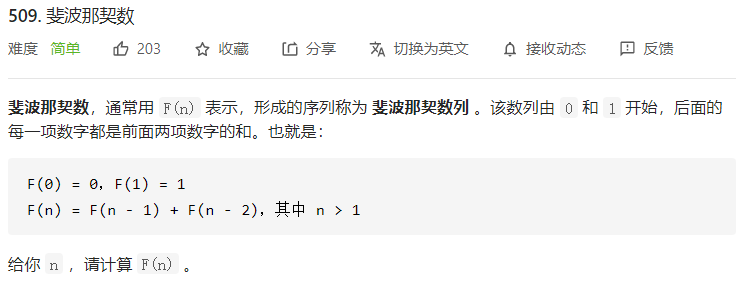 509. 斐波那契数
难度 简单 203 收藏 分享 切换为英文 接收动态 反馈
斐波那契数，通常用 F(n) 表示，形成的序列称为 斐波那契数列 。该数列由 0 和 1 开始，后面的
每一项数字都是前面两项数字的和。也就是：
F(0) = 0，F(1) = 1
F(n) = F(n - 1) + F(n - 2)，其中 n > 1
给你 n ，请计算 F(n) 。